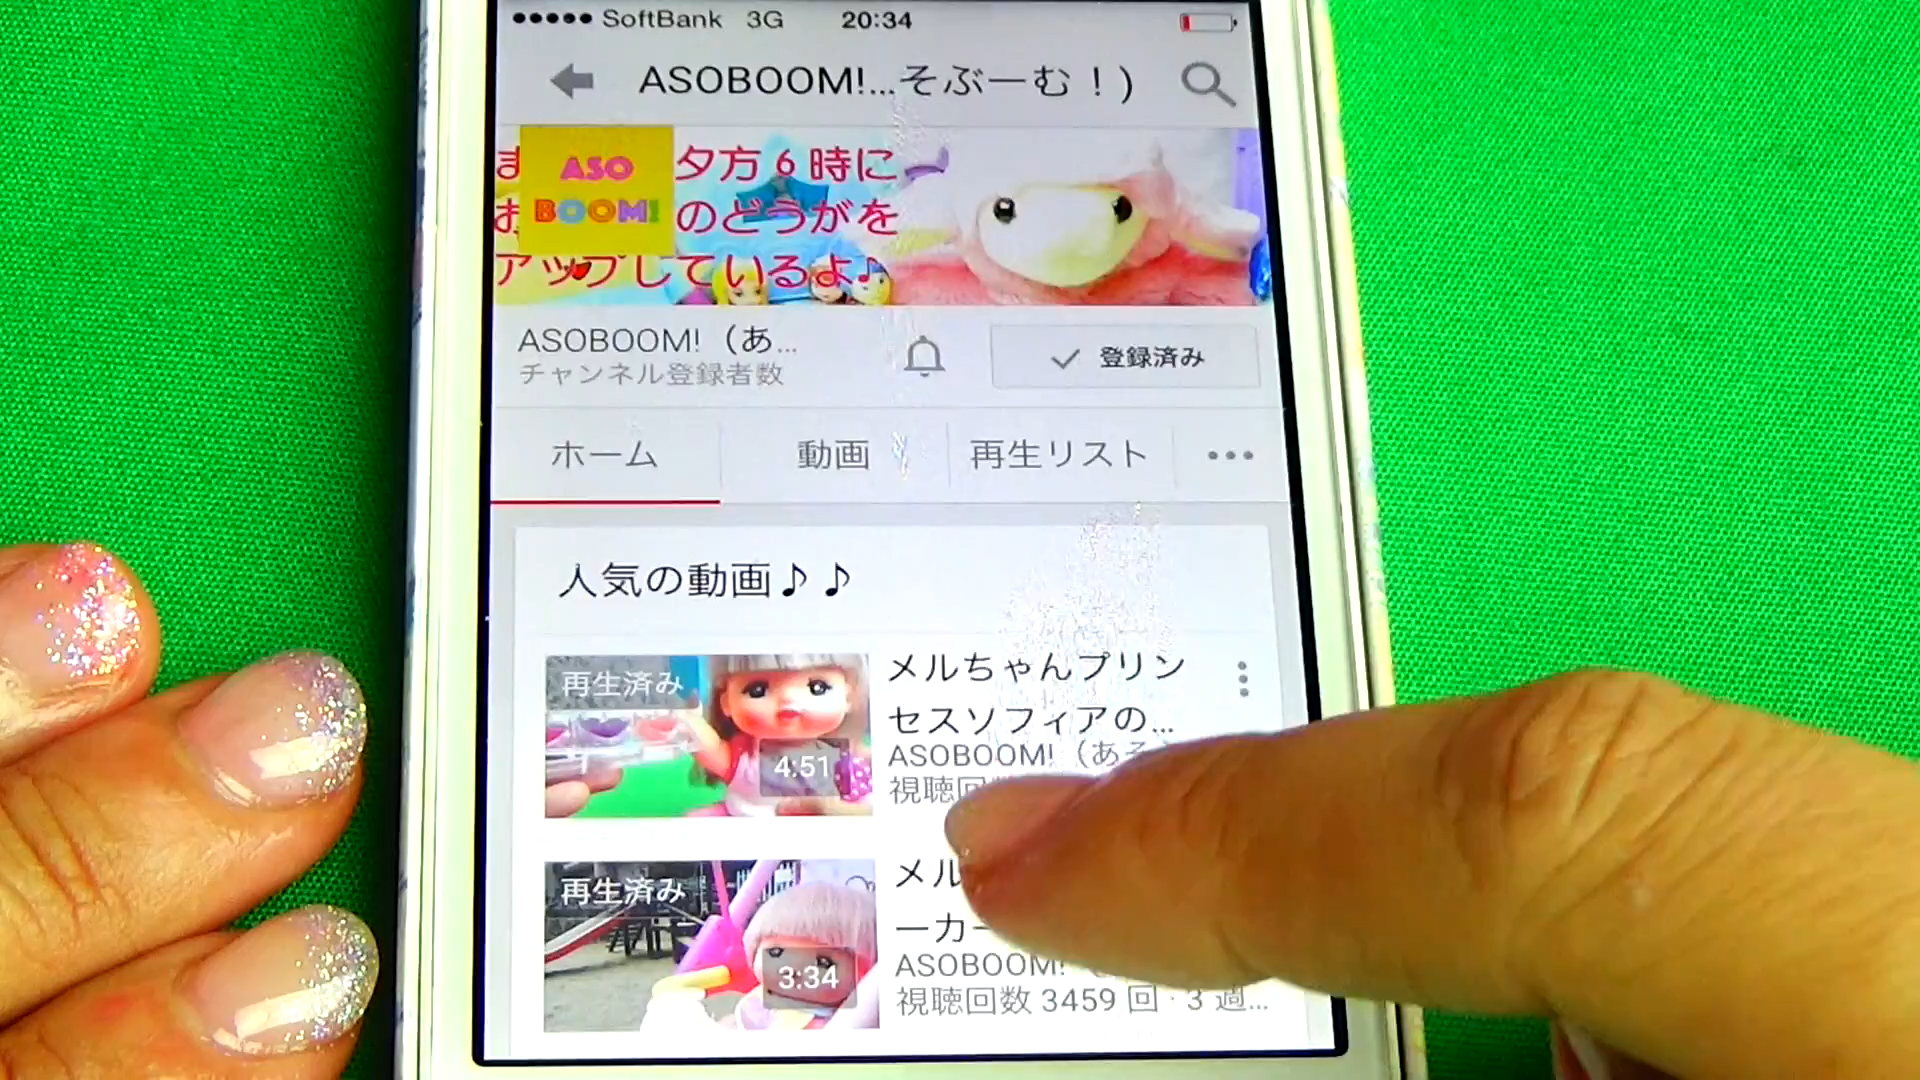 SoftBank 3G 20:34
ASOBOOM!...そぶーむ！)
ASO
BOOM!
夕方6時に
のどうがを
アップしているよ♪
ASOBOOM!（あ...
チャンネル登録者数
登録済み
ホーム 動画 再生リスト
人気の動画♪♪
再生済み
4:51
メルちゃんプリン
セスソフィアの...
ASOBOOM!（あそ
視聴回
再生済み
3:34
メル
ーカー
ASOBOOM!
視聴回数 3459 回・3 週...